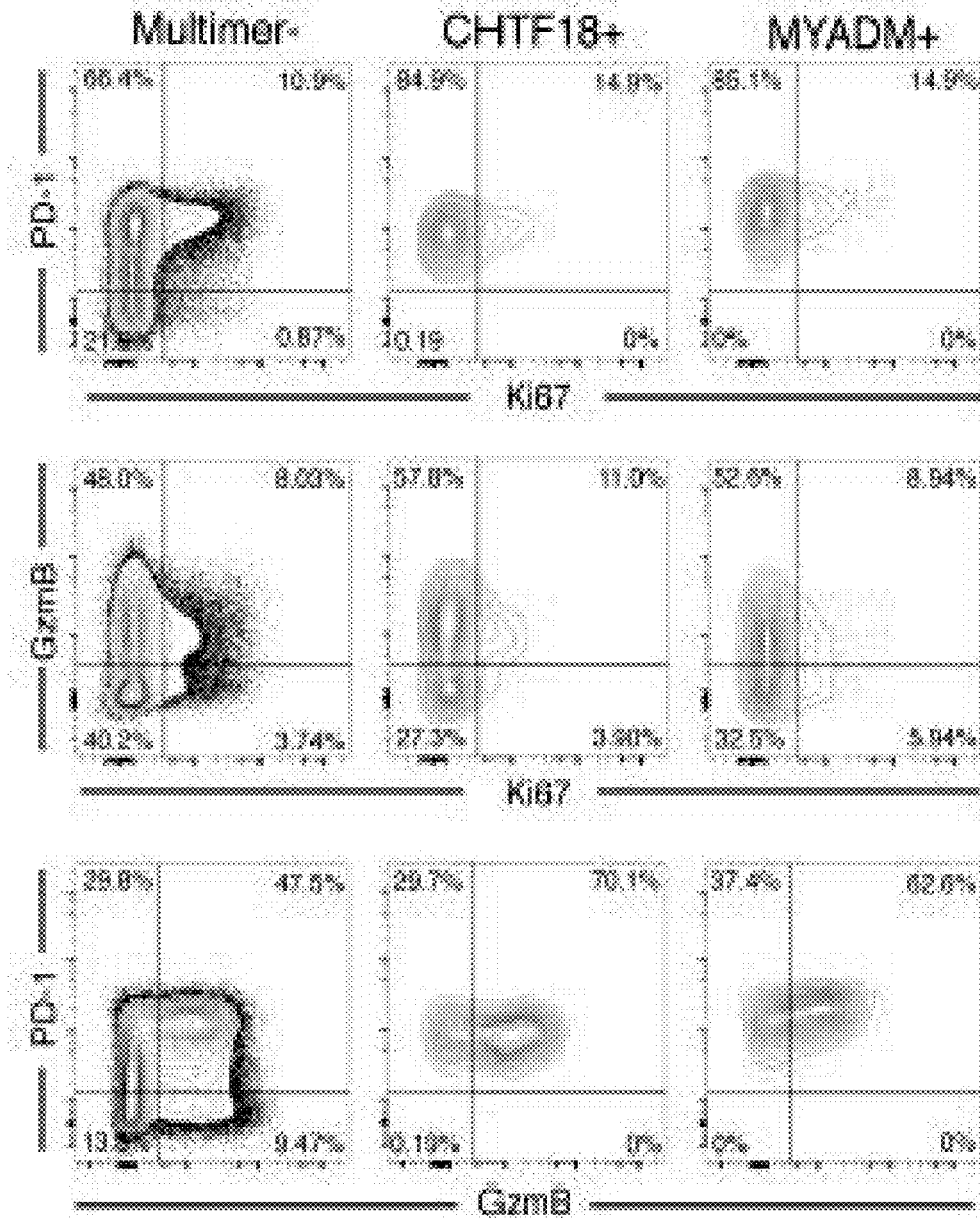 Multimer- CHTF18+ MYADM+
10.9% 84.9% 14.9% 85.1% 14.9%
PD-1
0.87% 0.19 0% 0% 0%
Ki67
48.0% 8.03% 57.8% 11.0% 52.6% 8.94%
GzmB
40.2% 3.74% 27.3% 3.90% 32.5% 5.94%
Ki67
29.8% 47.5% 29.7% 70.1% 37.4% 62.6%
PD-1
9.47% 0.19% 0% 0% 0%
GzmB